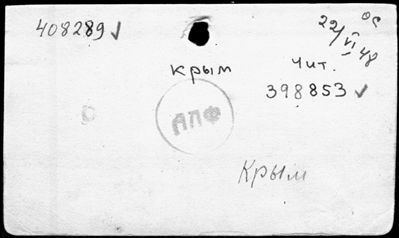 408289 ✓
ОС
22/VI 48
Крым
Чит.
398853 ✓
АПФ
Крым